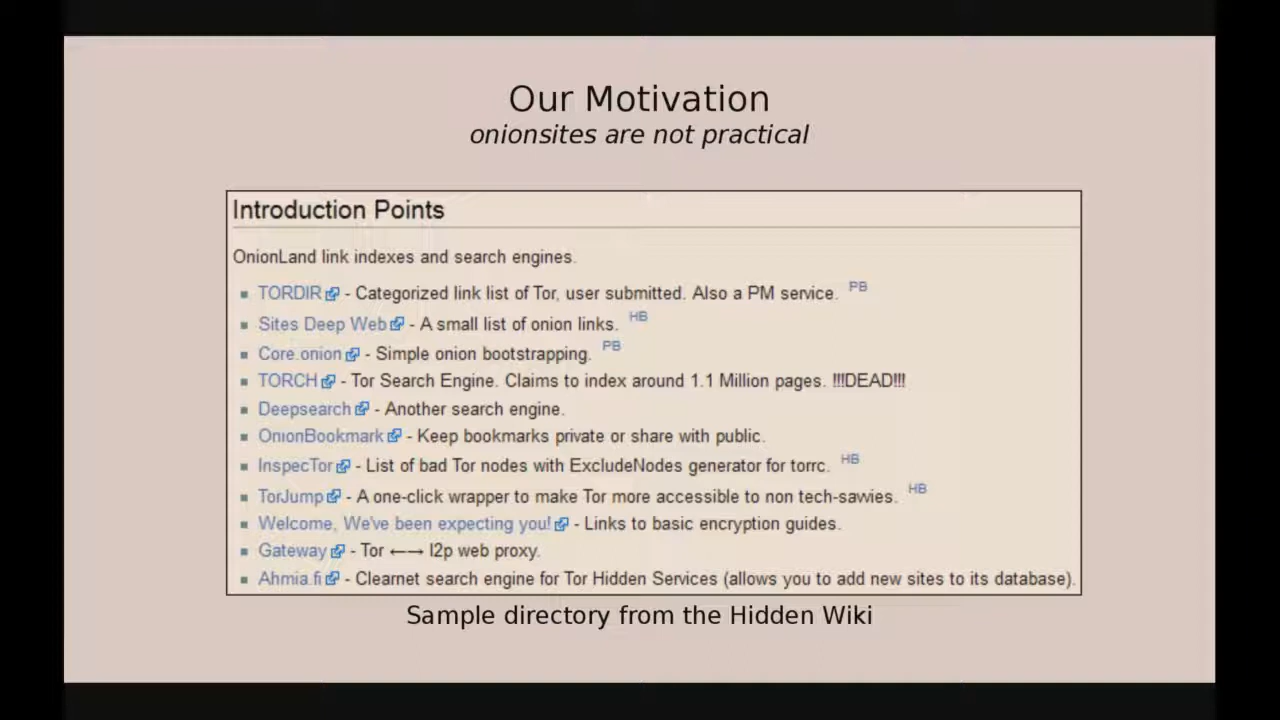 Our Motivation
onionsites are not practical
Introduction Points
OnionLand link indexes and search engines.
TORDIR - Categorized link list of Tor, user submitted. Also a PM service. PB
Sites Deep Web - A small list of onion links. HB
Core.onion - Simple onion bootstrapping. PB
TORCH - Tor Search Engine. Claims to index around 1.1 Million pages. !!!DEAD!!!
Deepsearch - Another search engine.
OnionBookmark - Keep bookmarks private or share with public.
InspecTor - List of bad Tor nodes with ExcludeNodes generator for torrc. HB
TorJump - A one-click wrapper to make Tor more accessible to non tech-savvies. HB
Welcome, We've been expecting you! - Links to basic encryption guides.
Gateway - Tor ←→ I2p web proxy.
Ahmia.fi - Clearnet search engine for Tor Hidden Services (allows you to add new sites to its database).
Sample directory from the Hidden Wiki